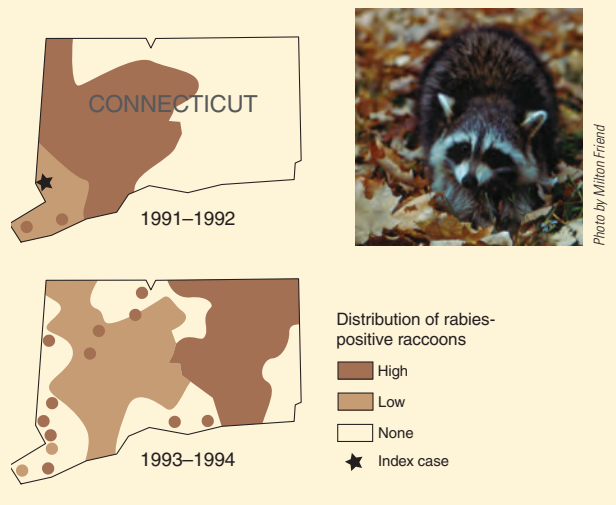 CONNECTICUT
1991–1992
Photo by Milton Friend
1993–1994
Distribution of rabies-
positive raccoons
High
Low
None
Index case